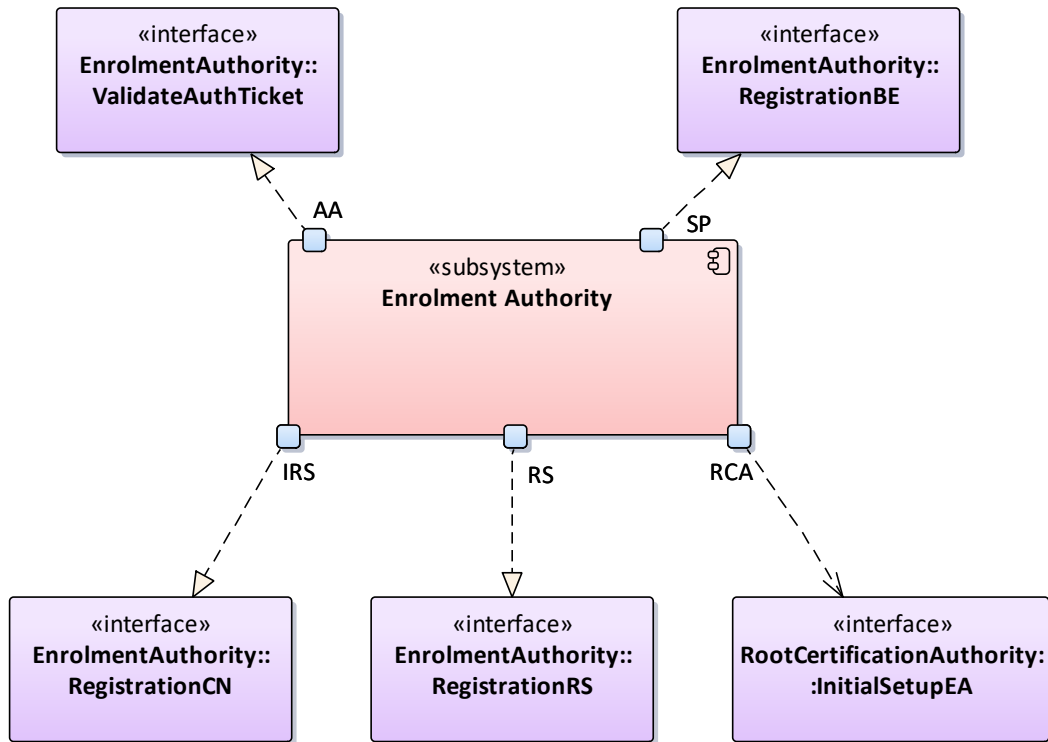 «interface»
EnrolmentAuthority::
ValidateAuthTicket
«interface»
EnrolmentAuthority::
RegistrationBE
AA
SP
«subsystem»
Enrolment Authority
IRS
RS
RCA
«interface»
EnrolmentAuthority::
RegistrationCN
«interface»
EnrolmentAuthority::
RegistrationRS
«interface»
RootCertificationAuthority:
:InitialSetupEA